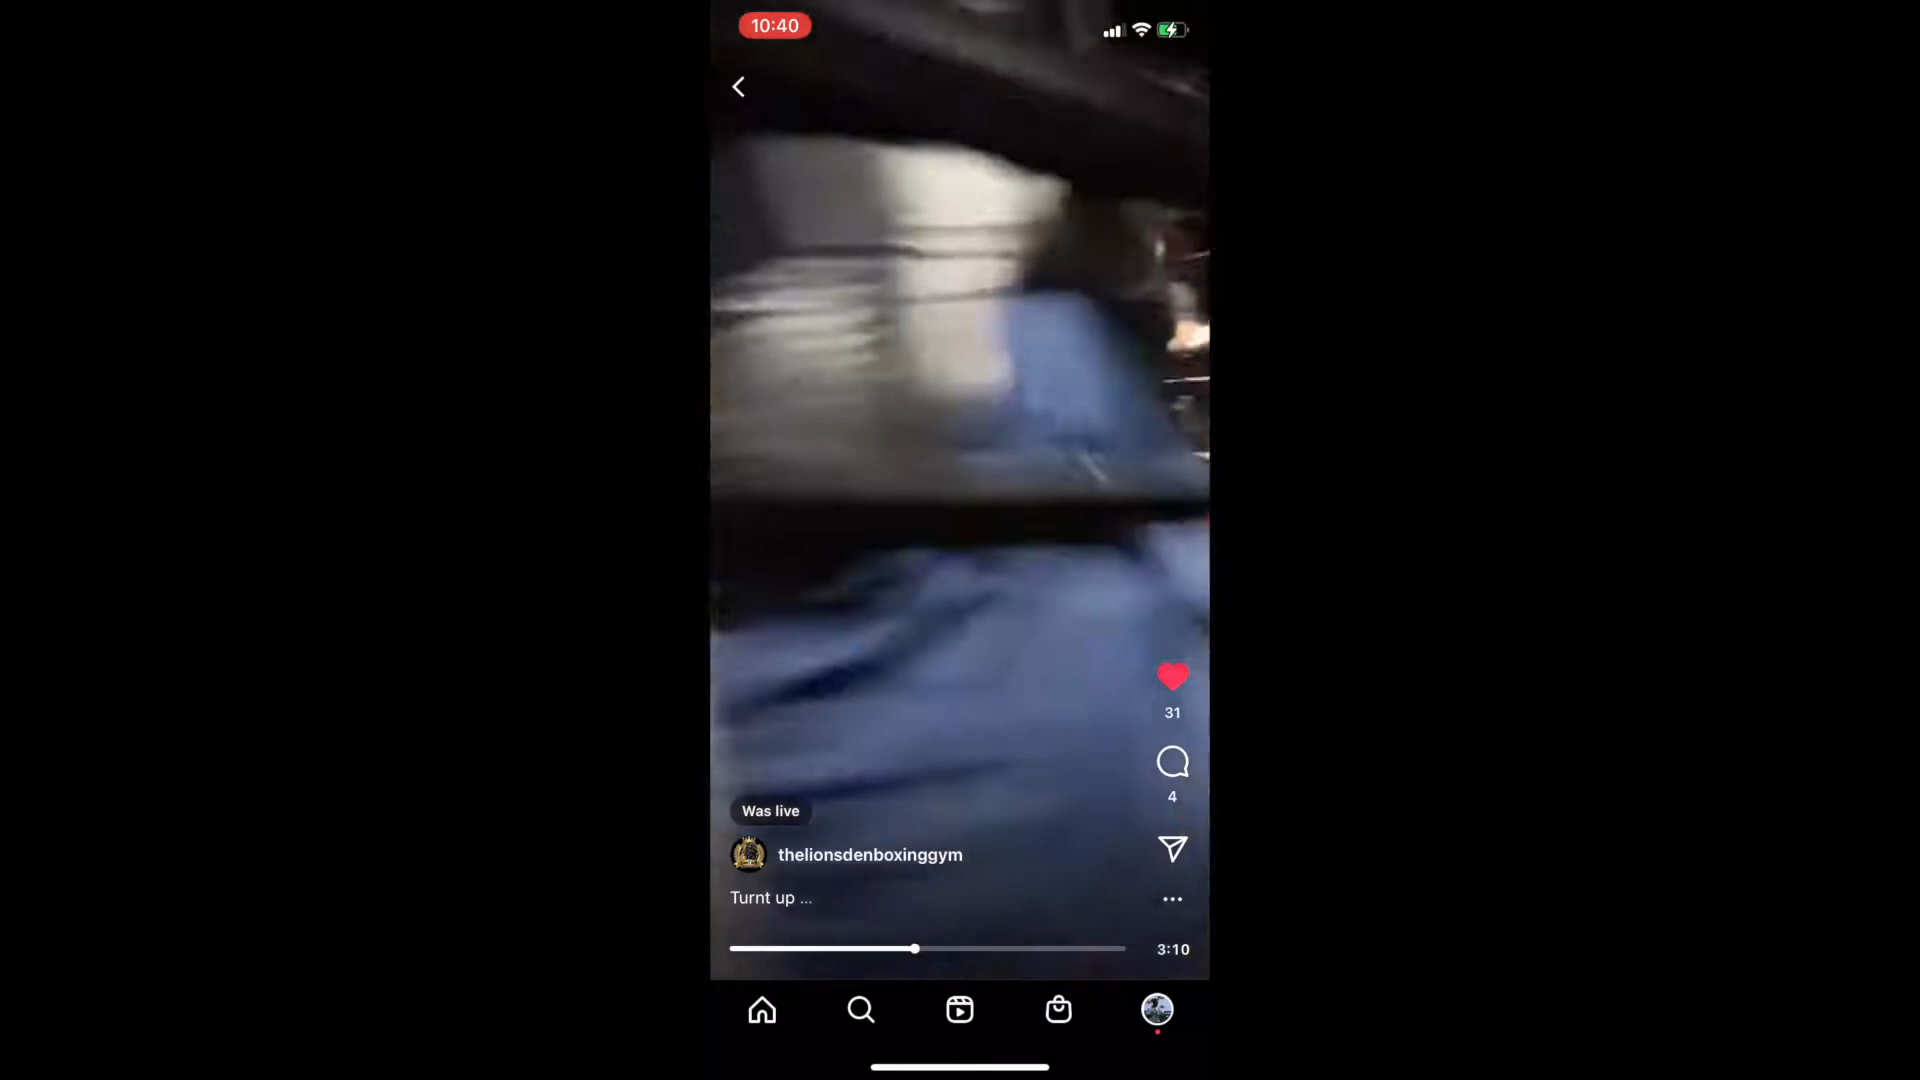 10:40
31
4
Was live
thelionsdenboxinggym
Turnt up ...
3:10